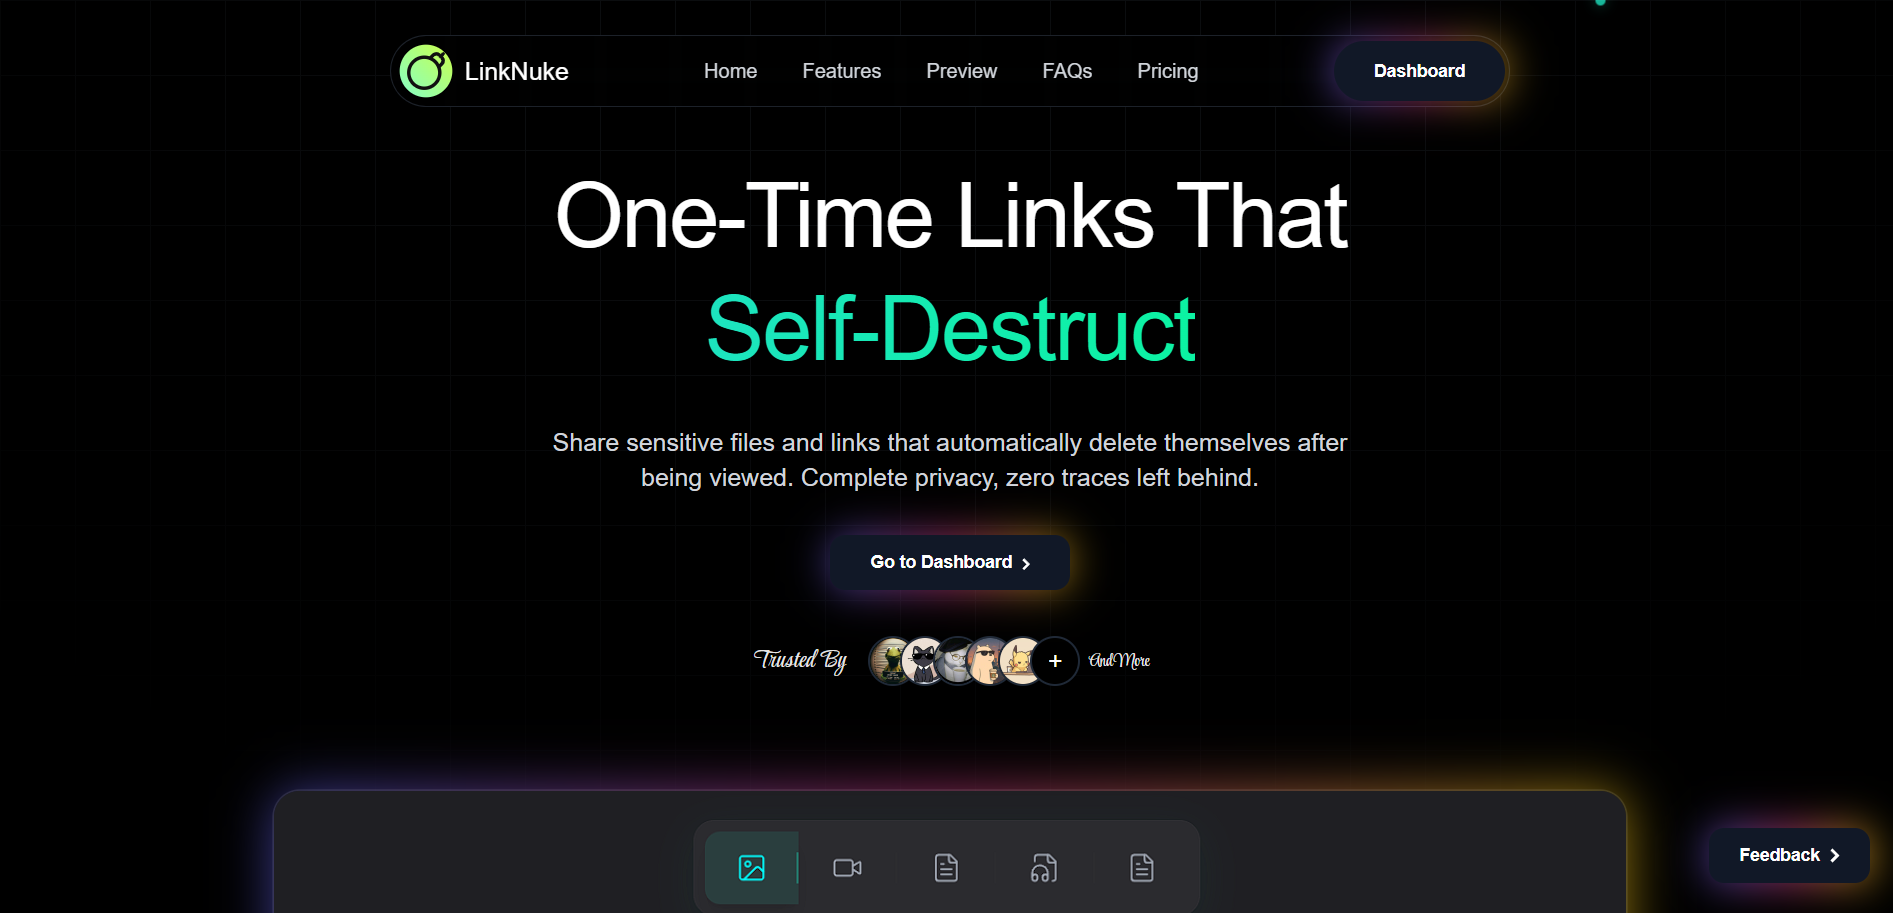 LinkNuke
Home
Features
Preview
FAQs
Pricing
Dashboard
One-Time Links That
Self-Destruct
Share sensitive files and links that automatically delete themselves after
being viewed. Complete privacy, zero traces left behind.
Go to Dashboard
Trusted By
+
And More
Feedback